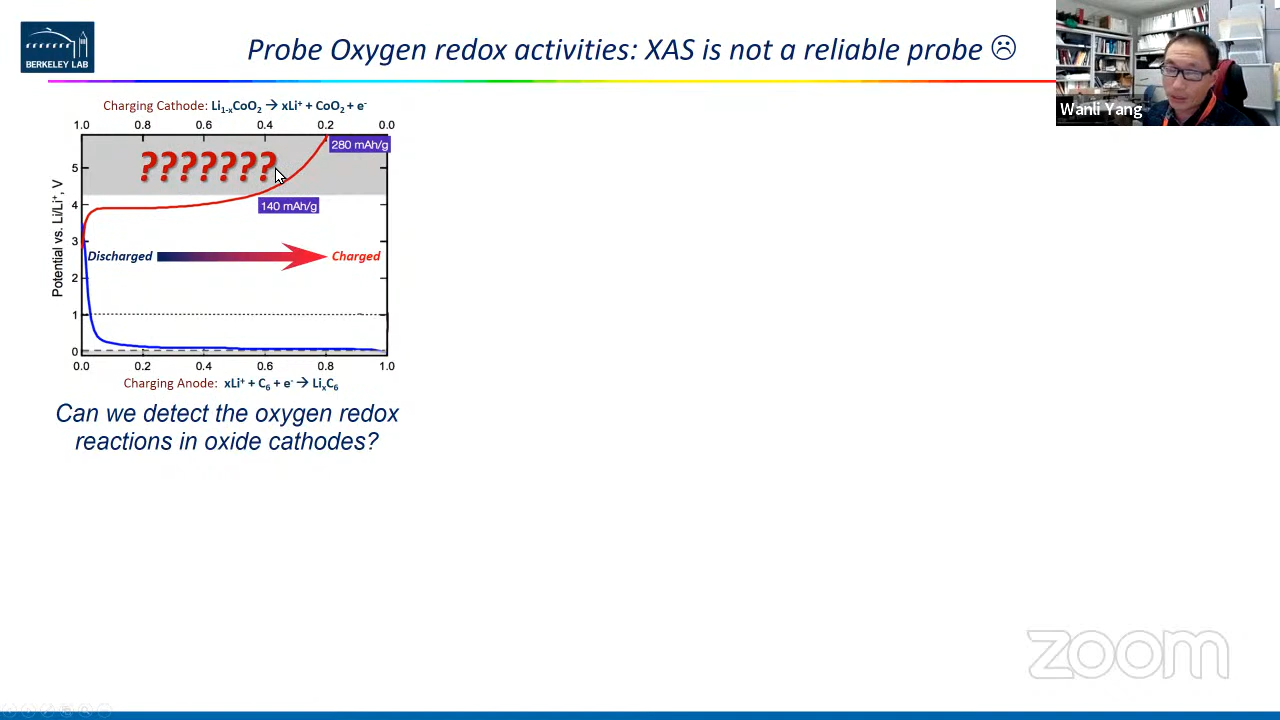 BERKELEY LAB
Probe Oxygen redox activities: XAS is not a reliable probe ☹
Wanli Yang
Charging Cathode: Li1-xCoO2 → xLi+ + CoO2 + e-
1.0 0.8 0.6 0.4 0.2 0.0
280 mAh/g
???????
5
4
140 mAh/g
3
Discharged Charged
2
1
0
Potential vs. Li/Li+, V
0.0 0.2 0.4 0.6 0.8 1.0
Charging Anode: xLi+ + C6 + e- → LixC6
Can we detect the oxygen redox
reactions in oxide cathodes?
zoom